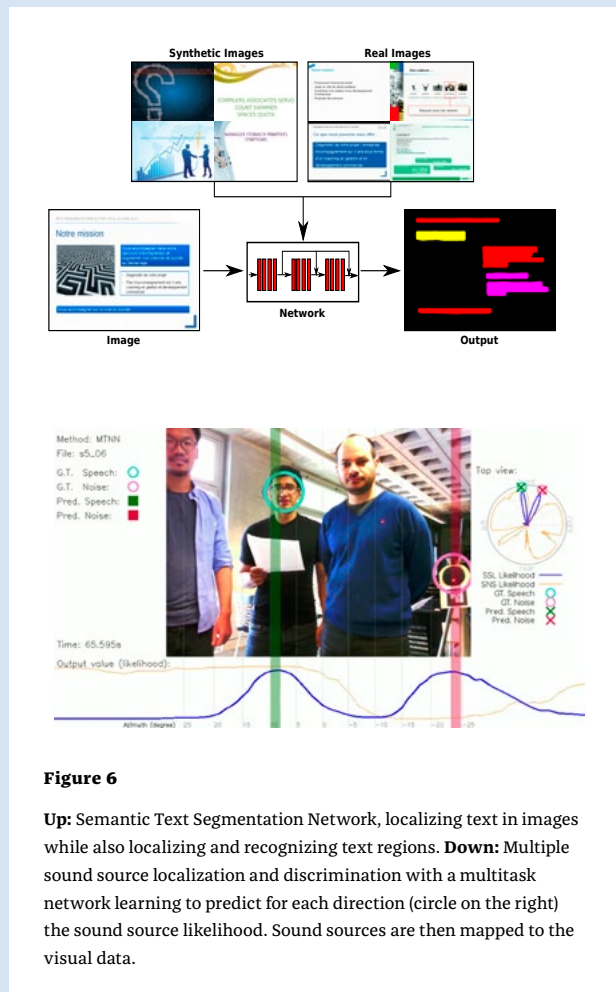 Synthetic Images
Real Images
COMPILERS ASSOCIATES SERVO
COUNT SWIMMER
SPACES QUOTA
Notre mission
Notre mission
Image
Network
Output
Method: MTNN
File: s5_06
G.T. Speech:
G.T. Noise:
Pred. Speech:
Pred. Noise:
Time: 65.595s
Output value (likelihood):
Azimuth (degree) 25 20 15 10 5 0 -5 -10 -15 -20 -25
Top view:
SSL Likelihood
SNS Likelihood
GT. Speech
GT. Noise
Pred. Speech
Pred. Noise
Figure 6
Up: Semantic Text Segmentation Network, localizing text in images
while also localizing and recognizing text regions. Down: Multiple
sound source localization and discrimination with a multitask
network learning to predict for each direction (circle on the right)
the sound source likelihood. Sound sources are then mapped to the
visual data.